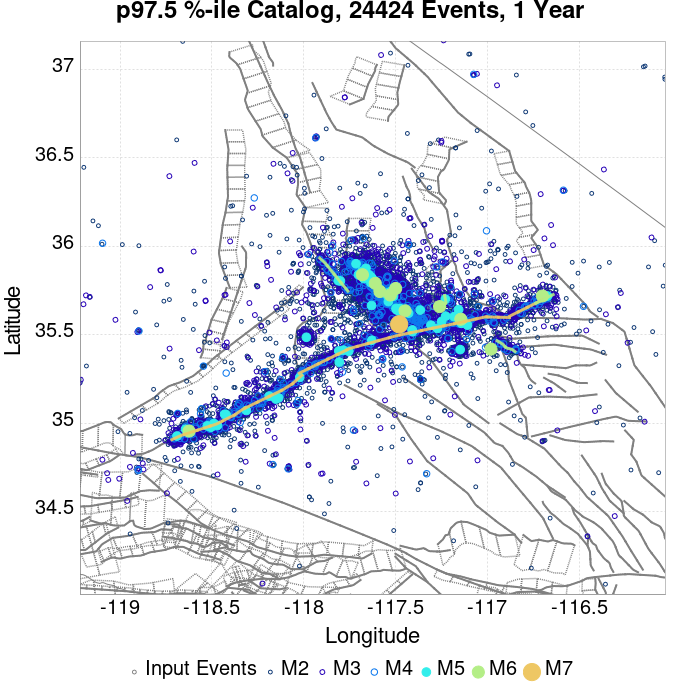 p97.5 %-ile Catalog, 24424 Events, 1 Year
37
36.5
36
35.5
35
34.5
Latitude
-119 -118.5 -118 -117.5 -117 -116.5
Longitude
Input Events M2 M3 M4 M5 M6 M7